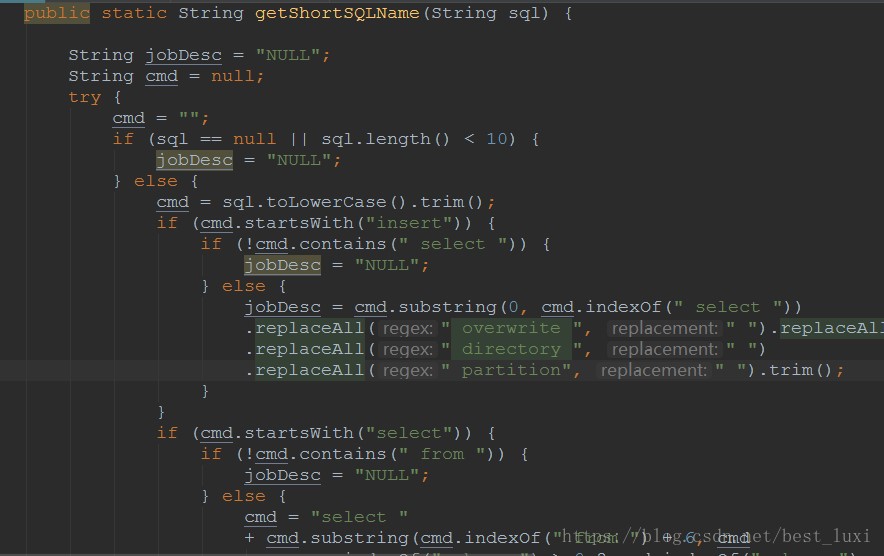 public static String getShortSQLName(String sql) {
String jobDesc = "NULL";
String cmd = null;
try {
cmd = "";
if (sql == null || sql.length() < 10) {
jobDesc = "NULL";
} else {
cmd = sql.toLowerCase().trim();
if (cmd.startsWith("insert")) {
if (!cmd.contains(" select ")) {
jobDesc = "NULL";
} else {
jobDesc = cmd.substring(0, cmd.indexOf(" select "))
.replaceAll( regex: " overwrite ", replacement: " ").replaceAll
.replaceAll( regex: " directory ", replacement: " ")
.replaceAll( regex: " partition", replacement: " ").trim();
}
}
if (cmd.startsWith("select")) {
if (!cmd.contains(" from ")) {
jobDesc = "NULL";
} else {
cmd = "select "
+ cmd.substring(cmd.indexOf(" from ") + 6, cmd
https://blog.csdn.net/best_luxi